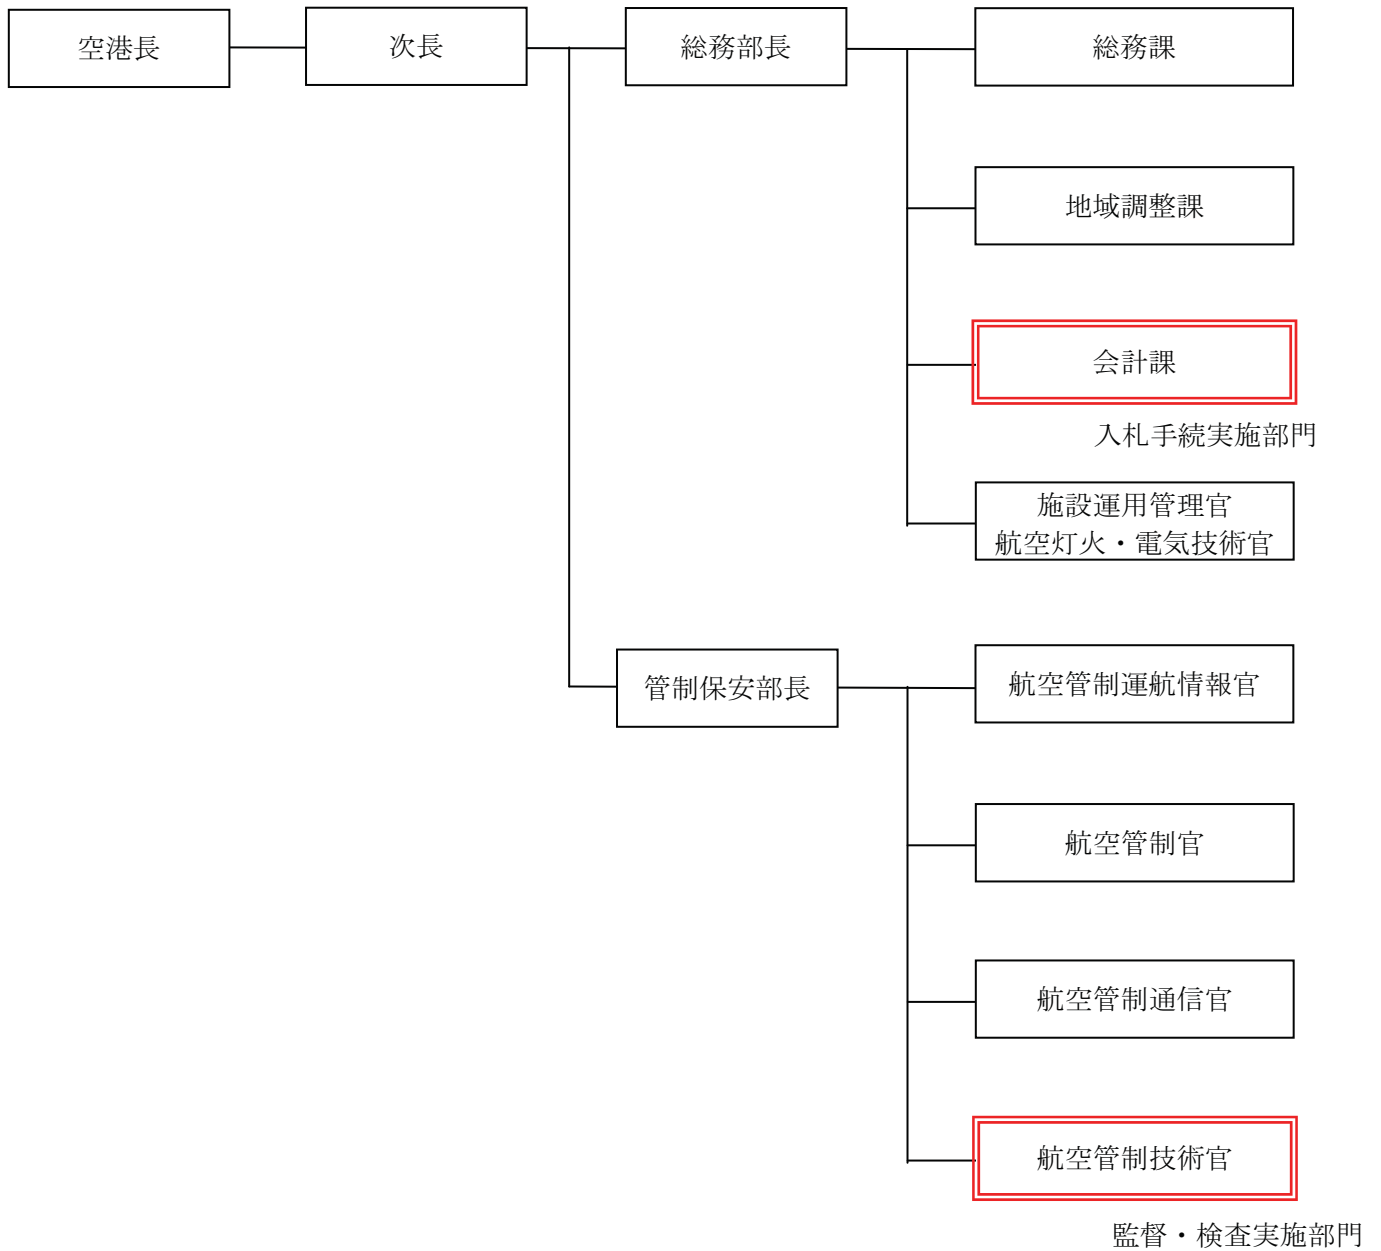 空港長
次長
総務部長
総務課
地域調整課
会計課
入札手続実施部門
施設運用管理官
航空灯火・電気技術官
管制保安部長
航空管制運航情報官
航空管制官
航空管制通信官
航空管制技術官
監督・検査実施部門